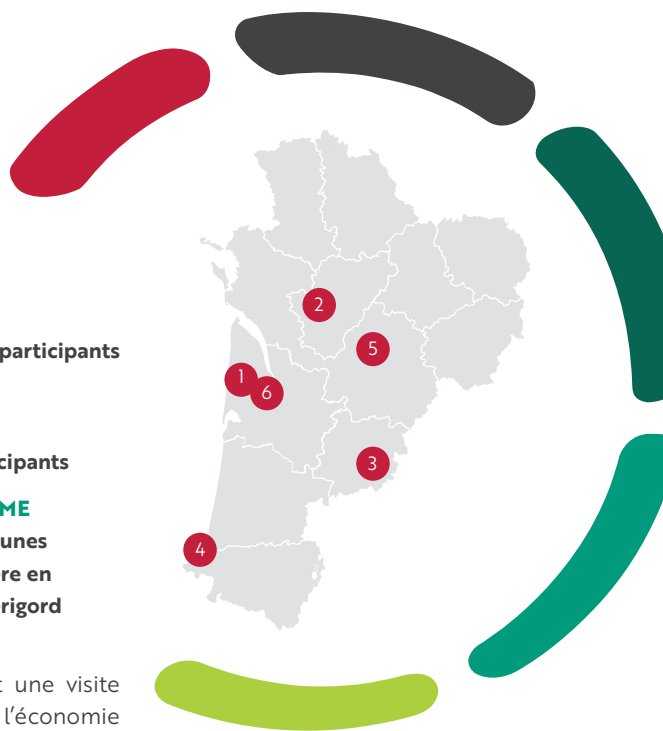 participants
cipants
ME
unes
re en
rigord
t une visite
l'économie
2
5
1
6
3
4